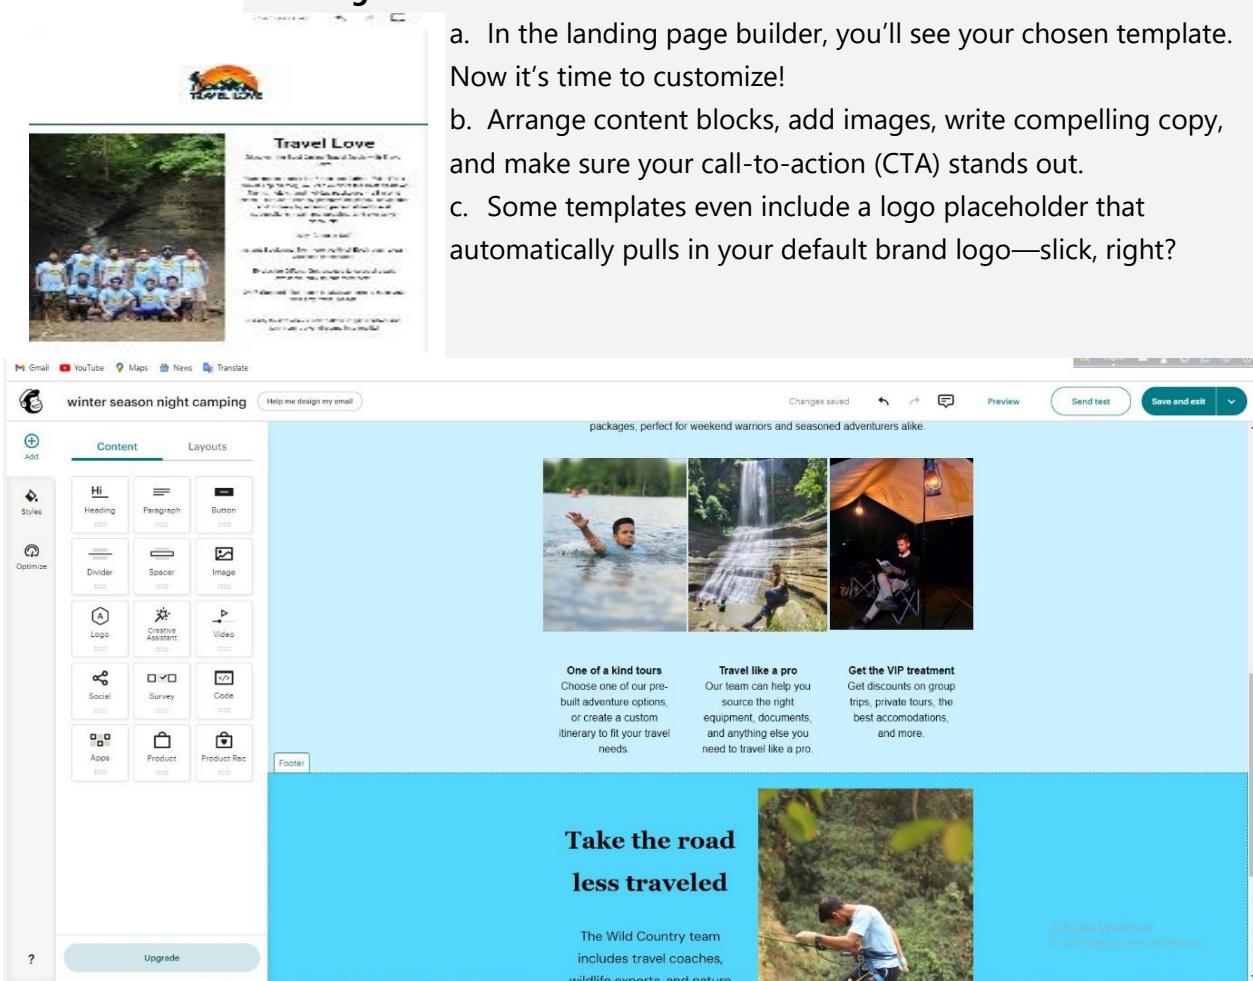 a. In the landing page builder, you’ll see your chosen template.
Now it’s time to customize!
b. Arrange content blocks, add images, write compelling copy,
and make sure your call-to-action (CTA) stands out.
c. Some templates even include a logo placeholder that
automatically pulls in your default brand logo—slick, right?
TRAVEL LOVE
Travel Love
Gmail YouTube Maps News Translate
winter season night camping Help me design my email Changes saved Preview Send test Save and exit
Add
Styles
Optimize
Content Layouts
Hi
Heading Paragraph Button
Divider Spacer Image
A
Logo Creative Assistant Video
Social Survey Code
Apps Product Product Rec
?
Upgrade
packages, perfect for weekend warriors and seasoned adventurers alike.
One of a kind tours
Choose one of our pre-
built adventure options,
or create a custom
itinerary to fit your travel
needs.
Travel like a pro
Our team can help you
source the right
equipment, documents,
and anything else you
need to travel like a pro.
Get the VIP treatment
Get discounts on group
trips, private tours, the
best accomodations,
and more.
Footer
Take the road
less traveled
The Wild Country team
includes travel coaches,
wildlife experts, and nature
Activate Windows